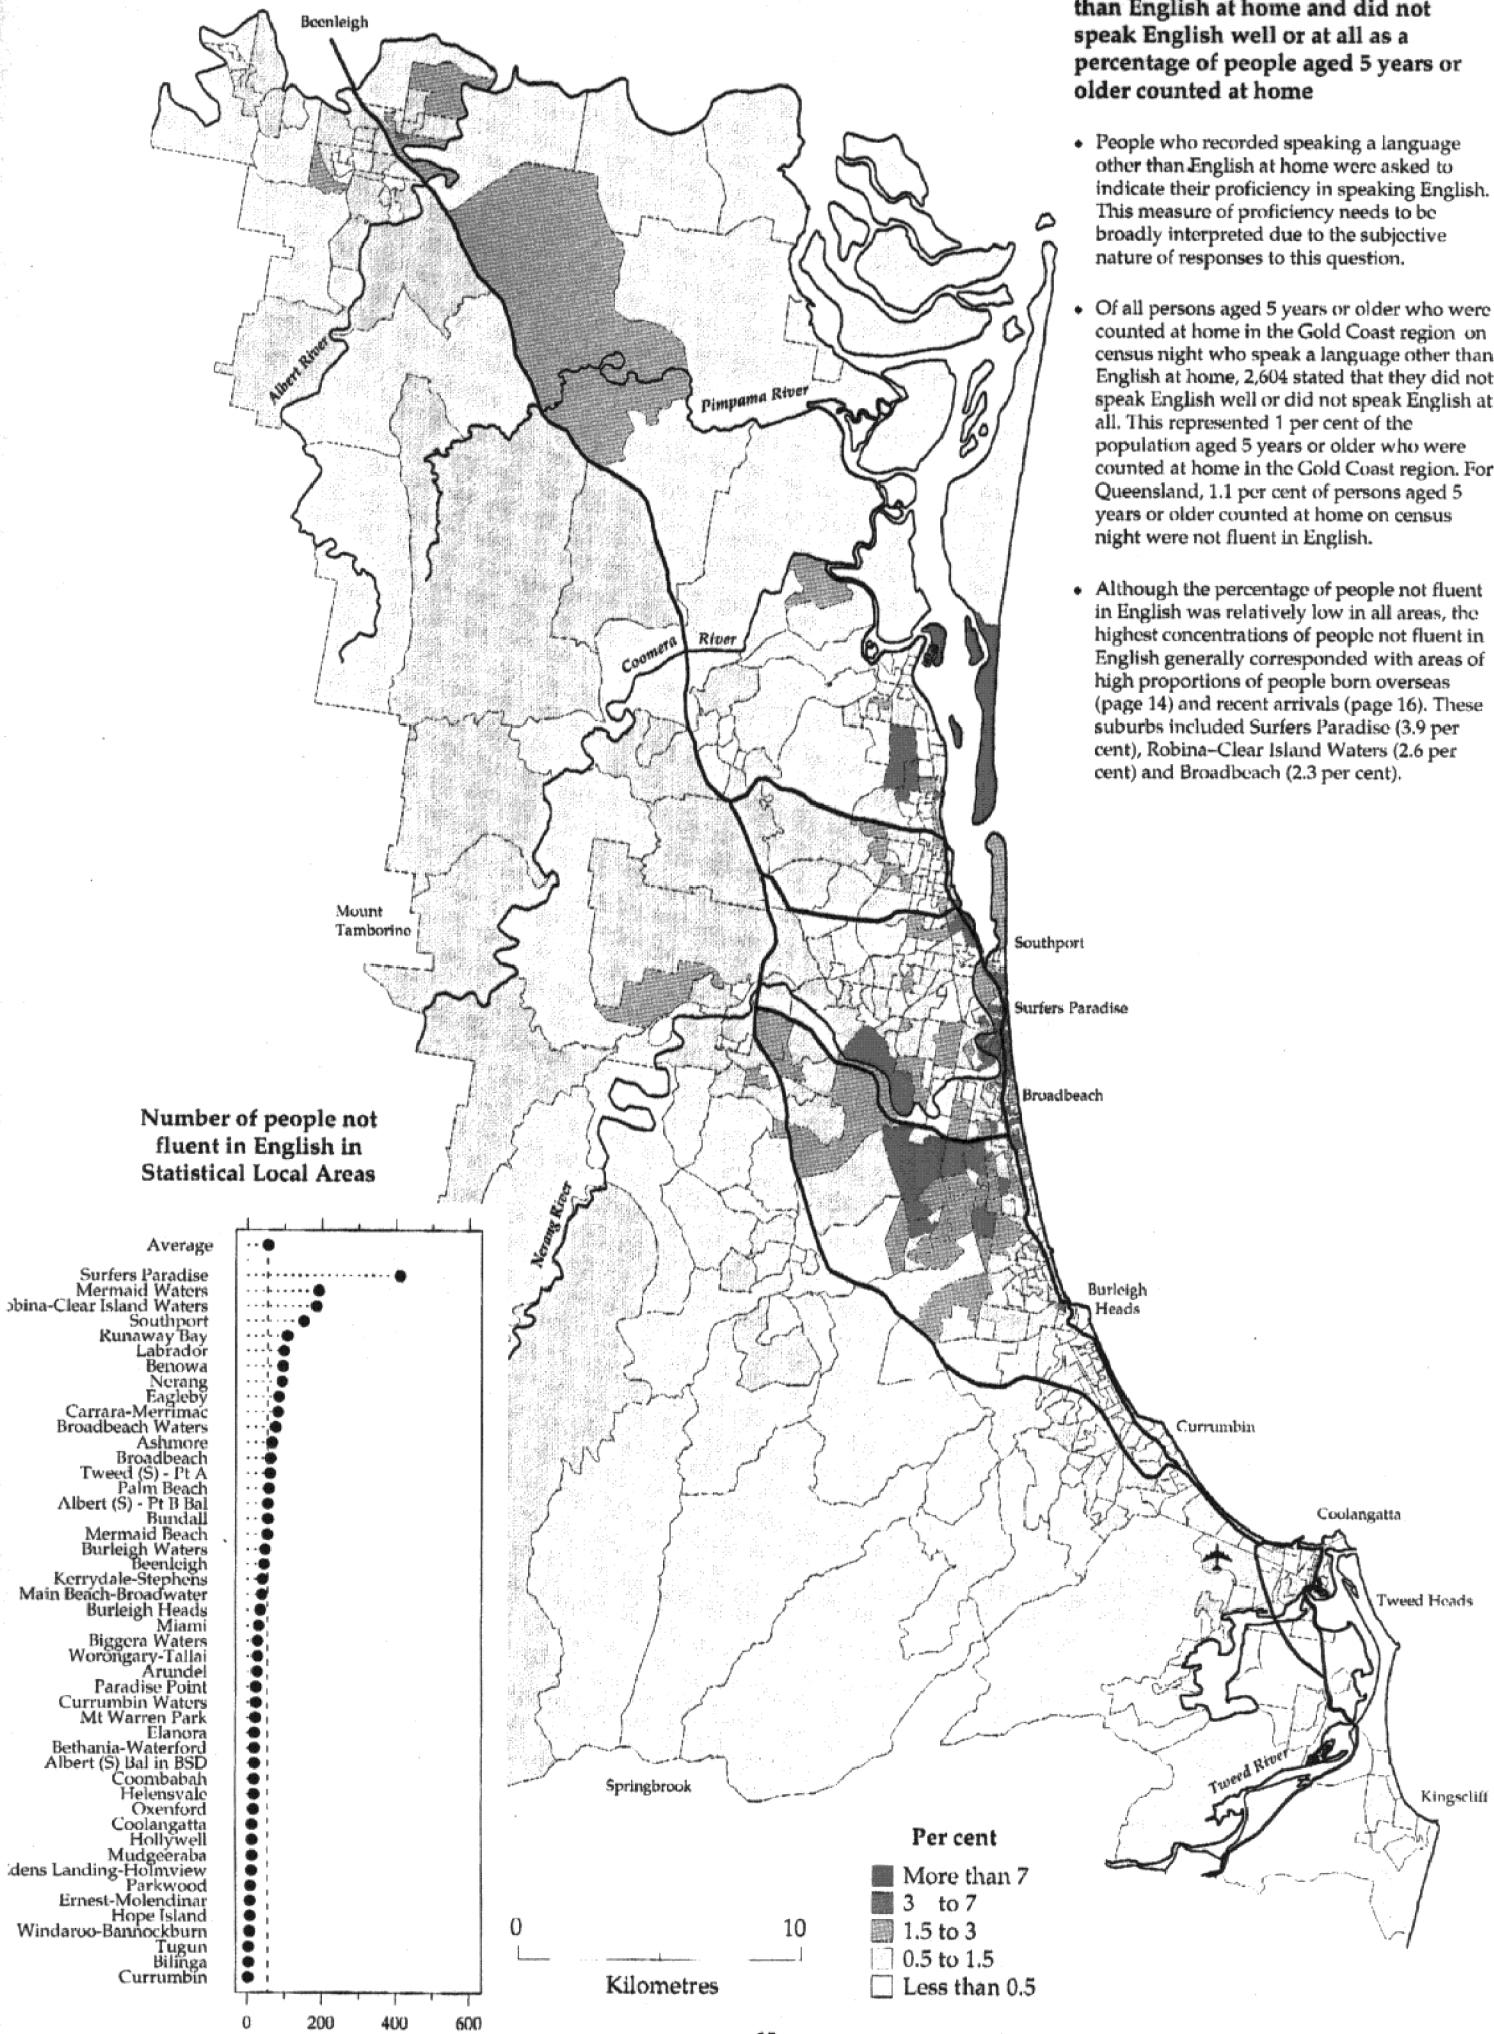 than English at home and did not
speak English well or at all as a
percentage of people aged 5 years or
older counted at home
• People who recorded speaking a language
other than English at home were asked to
indicate their proficiency in speaking English.
This measure of proficiency needs to be
broadly interpreted due to the subjective
nature of responses to this question.
• Of all persons aged 5 years or older who were
counted at home in the Gold Coast region on
census night who speak a language other than
English at home, 2,604 stated that they did not
speak English well or did not speak English at
all. This represented 1 per cent of the
population aged 5 years or older who were
counted at home in the Gold Coast region. For
Queensland, 1.1 per cent of persons aged 5
years or older counted at home on census
night were not fluent in English.
• Although the percentage of people not fluent
in English was relatively low in all areas, the
highest concentrations of people not fluent in
English generally corresponded with areas of
high proportions of people born overseas
(page 14) and recent arrivals (page 16). These
suburbs included Surfers Paradise (3.9 per
cent), Robina–Clear Island Waters (2.6 per
cent) and Broadbeach (2.3 per cent).
Beenleigh
Albert River
Pimpama River
Coomera River
Mount
Tamborine
Southport
Surfers Paradise
Broadbeach
Nerang River
Burleigh
Heads
Currumbin
Coolangatta
Tweed Heads
Tweed River
Springbrook
Kingscliff
Number of people not
fluent in English in
Statistical Local Areas
Average
Surfers Paradise
Mermaid Waters
obina-Clear Island Waters
Southport
Runaway Bay
Labrador
Benowa
Nerang
Eagleby
Carrara-Merrimac
Broadbeach Waters
Ashmore
Broadbeach
Tweed (S) - Pt A
Palm Beach
Albert (S) - Pt B Bal
Bundall
Mermaid Beach
Burleigh Waters
Beenleigh
Kerrydale-Stephens
Main Beach-Broadwater
Burleigh Heads
Miami
Biggera Waters
Worongary-Tallai
Arundel
Paradise Point
Currumbin Waters
Mt Warren Park
Elanora
Bethania-Waterford
Albert (S) Bal in BSD
Coombabah
Helensvale
Oxenford
Coolangatta
Hollywell
Mudgeeraba
dens Landing-Holmview
Parkwood
Ernest-Molendinar
Hope Island
Windaroo-Bannockburn
Tugun
Bilinga
Currumbin
0 200 400 600
0 10
Kilometres
Per cent
More than 7
3 to 7
1.5 to 3
0.5 to 1.5
Less than 0.5